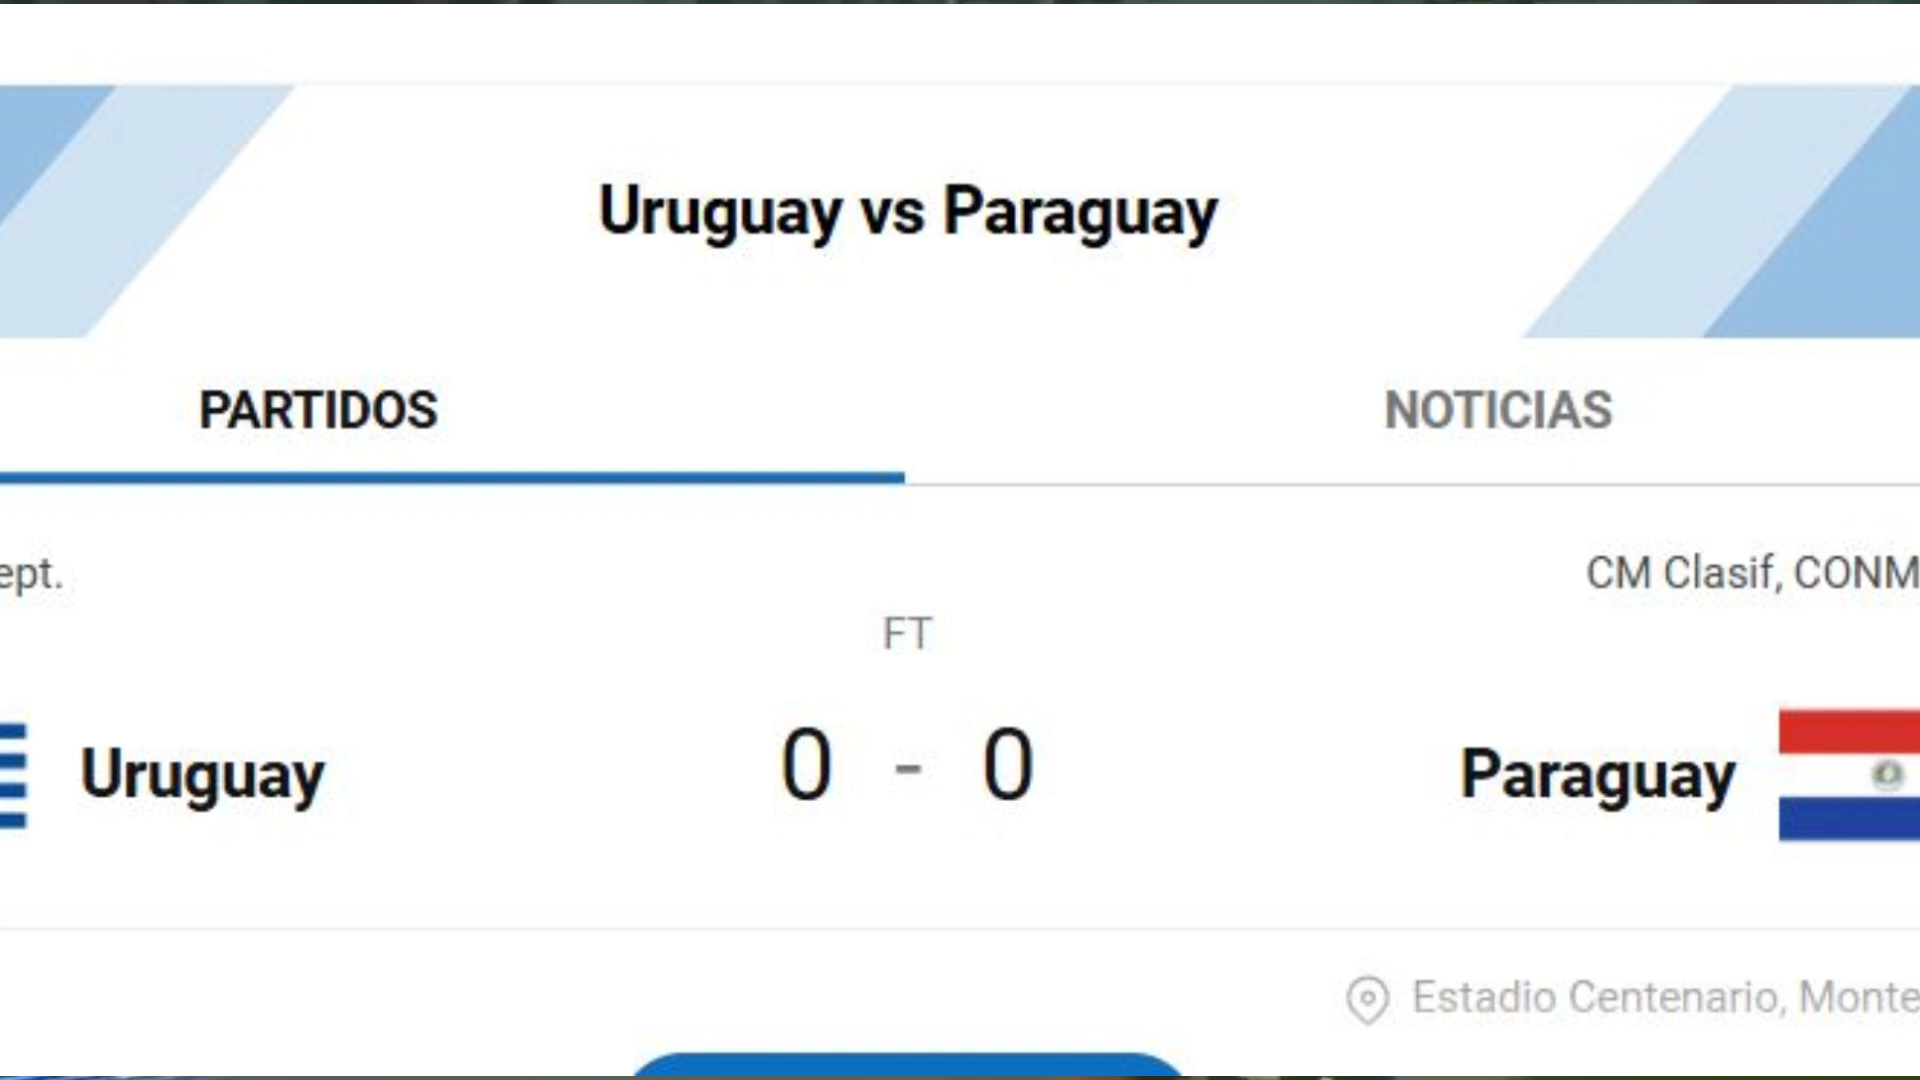 Uruguay vs Paraguay
PARTIDOS NOTICIAS
ept. CM Clasif, CONM
FT
Uruguay 0 - 0 Paraguay
Estadio Centenario, Monte